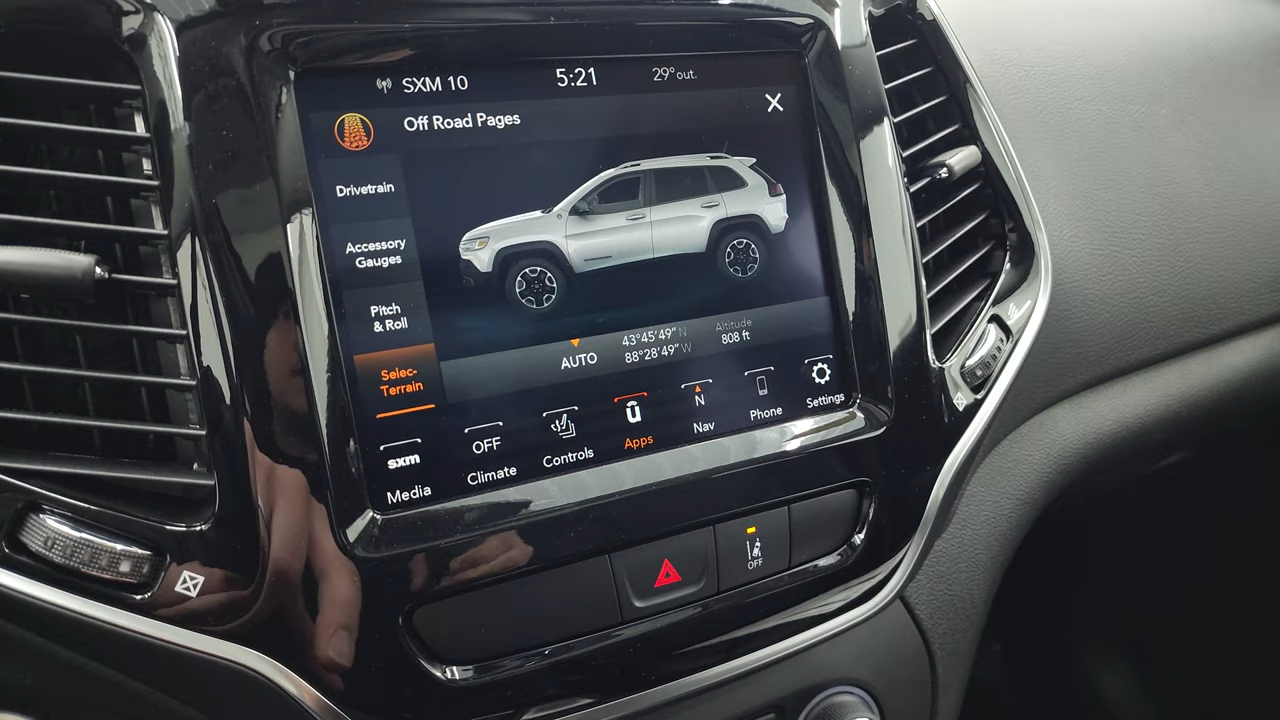 SXM 10
5:21
29° out.
Off Road Pages
Drivetrain
Accessory
Gauges
Pitch
& Roll
Selec-
Terrain
AUTO
43°45'49" N
88°28'49" W
Altitude
808 ft
sxm
Media
OFF
Climate
Controls
Apps
N
Nav
Phone
Settings
OFF